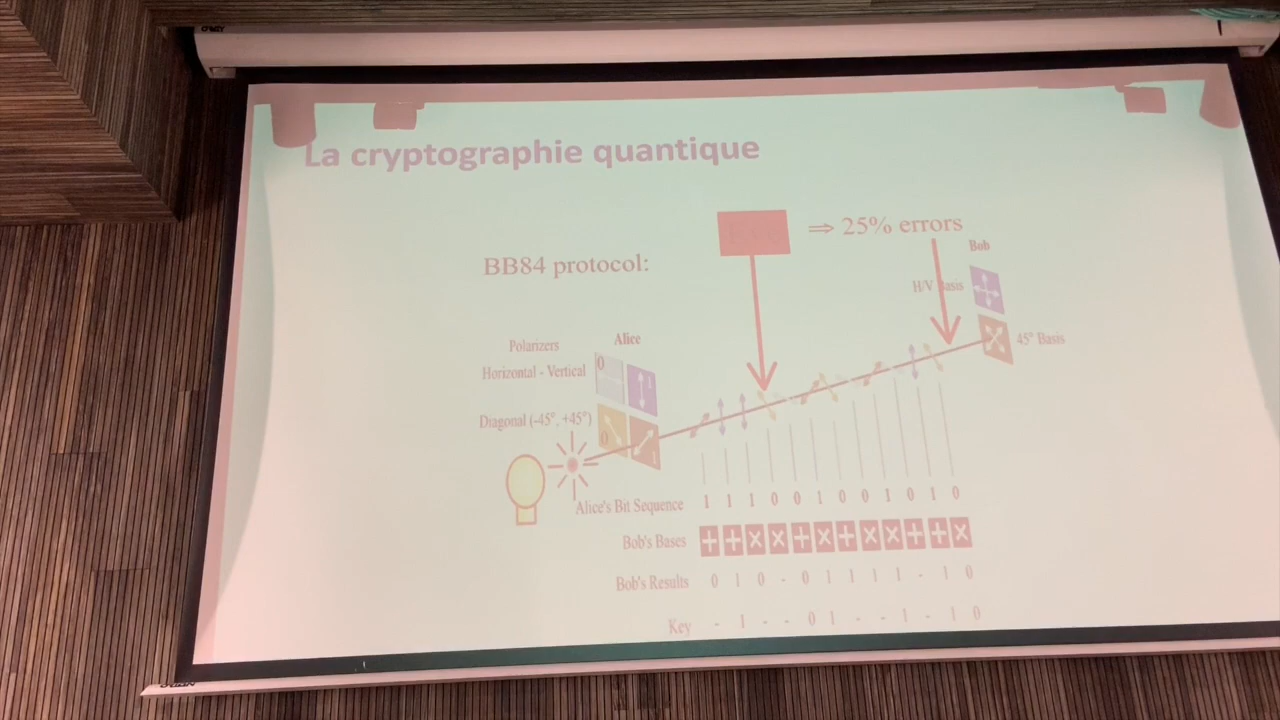 La cryptographie quantique
⇒ 25% errors
BB84 protocol:
Bob
H/V Basis
45° Basis
Alice
Polarizers
Horizontal - Vertical
0 1
Diagonal (-45°, +45°)
0 1
Alice's Bit Sequence 1 1 1 0 0 1 0 0 1 0 1 0
Bob's Bases + + × × + × + × × + + ×
Bob's Results 0 1 0 - 0 1 1 1 1 - 1 0
Key - 1 - - 0 1 - - 1 - 1 0